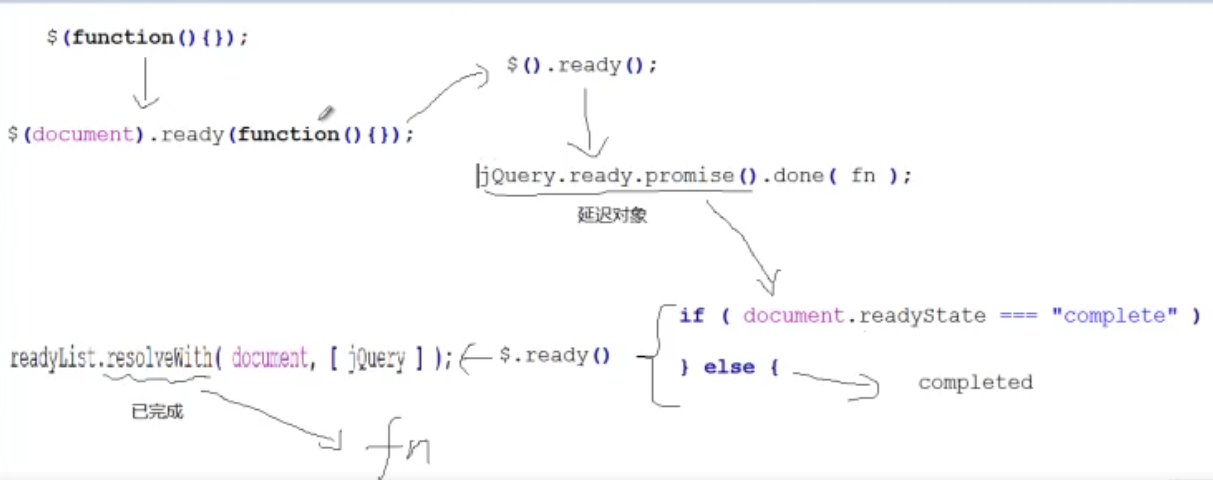 $(function(){});
$().ready();
$(document).ready(function(){});
jQuery.ready.promise().done( fn );
延迟对象
if ( document.readyState === "complete" )
readyList.resolveWith( document, [ jQuery ] );
$.ready()
} else {
completed
已完成
fn